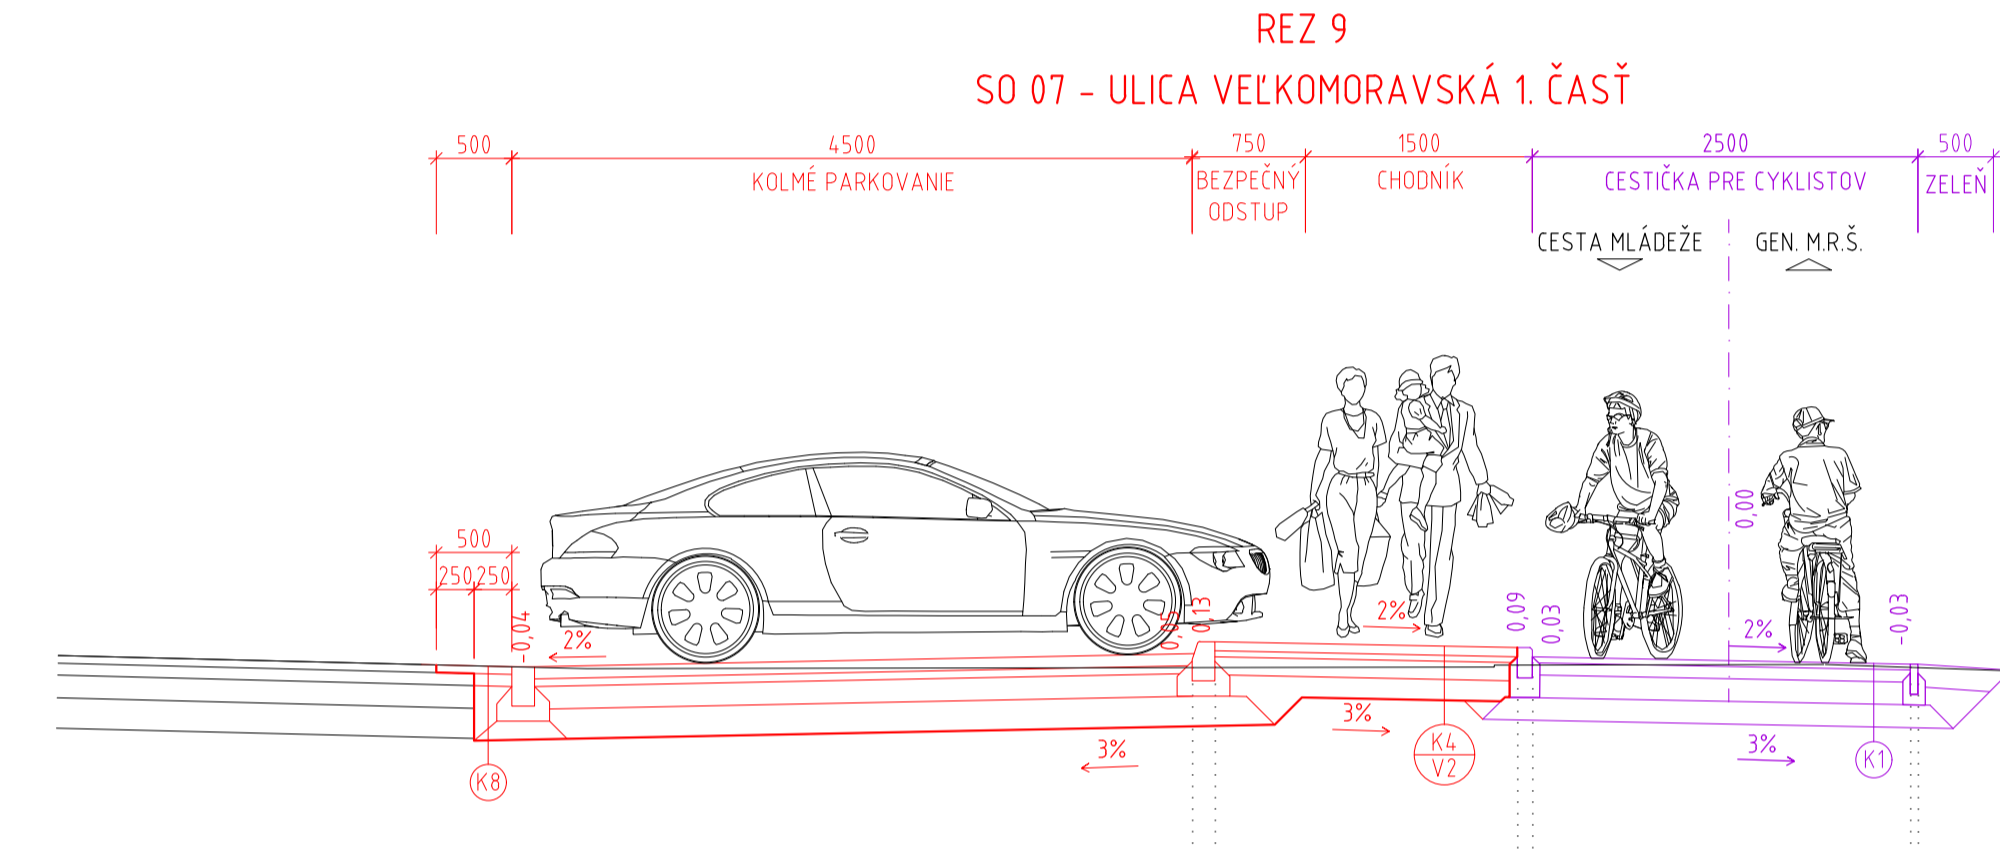 REZ 9
SO 07 - ULICA VEĽKOMORAVSKÁ 1. ČASŤ
500 4500 750 1500 2500 500
KOLMÉ PARKOVANIE BEZPEČNÝ CHODNÍK CESTIČKA PRE CYKLISTOV ZELEŇ
ODSTUP
CESTA MLÁDEŽE GEN. M.R.Š.
0,00
500
250 250
-0,04 2% 0,05 0,13 2% 0,09 0,03 2% -0,03
3% 3% 3%
K8 K4 K1
V2